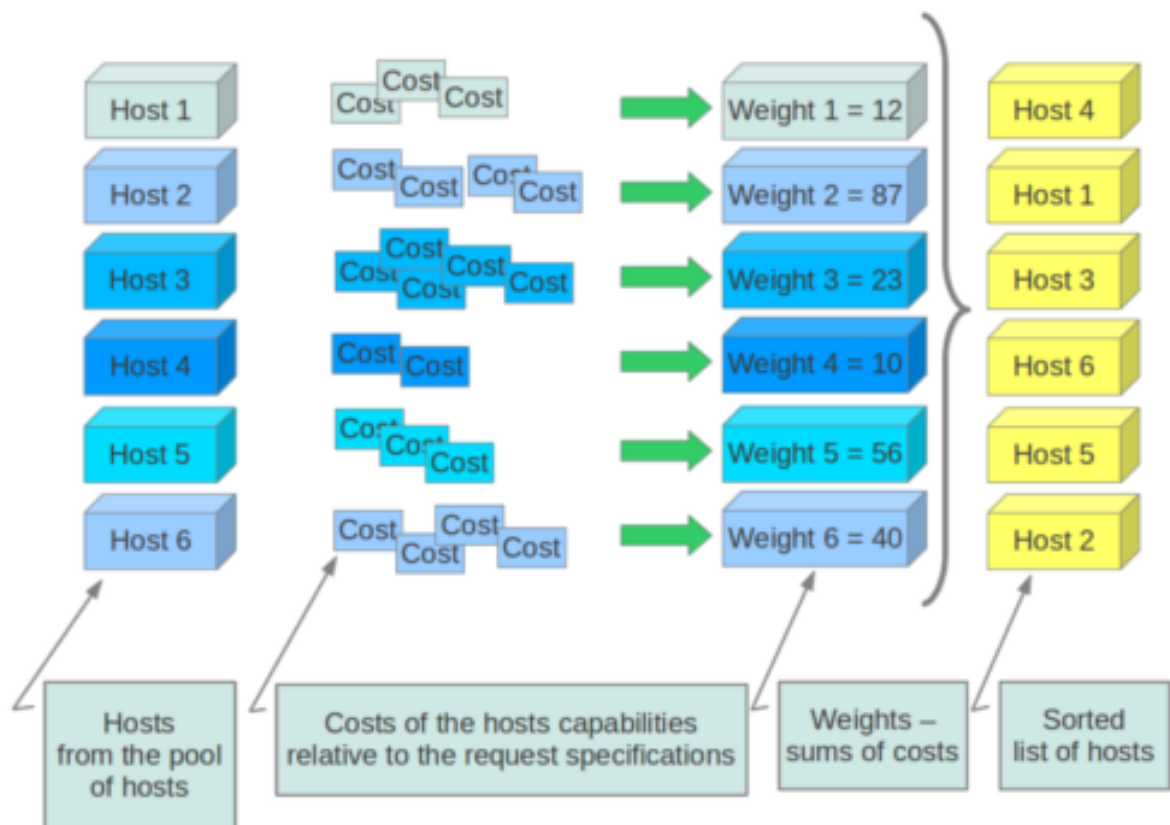 Host 1
Cost
Cost
Cost
Weight 1 = 12
Host 4
Host 2
Cost
Cost
Cost
Cost
Weight 2 = 87
Host 1
Host 3
Cost
Cost
Cost
Cost
Cost
Weight 3 = 23
Host 3
Host 4
Cost
Cost
Weight 4 = 10
Host 6
Host 5
Cost
Cost
Cost
Weight 5 = 56
Host 5
Host 6
Cost
Cost
Cost
Cost
Weight 6 = 40
Host 2
Hosts
from the pool
of hosts
Costs of the hosts capabilities
relative to the request specifications
Weights –
sums of costs
Sorted
list of hosts